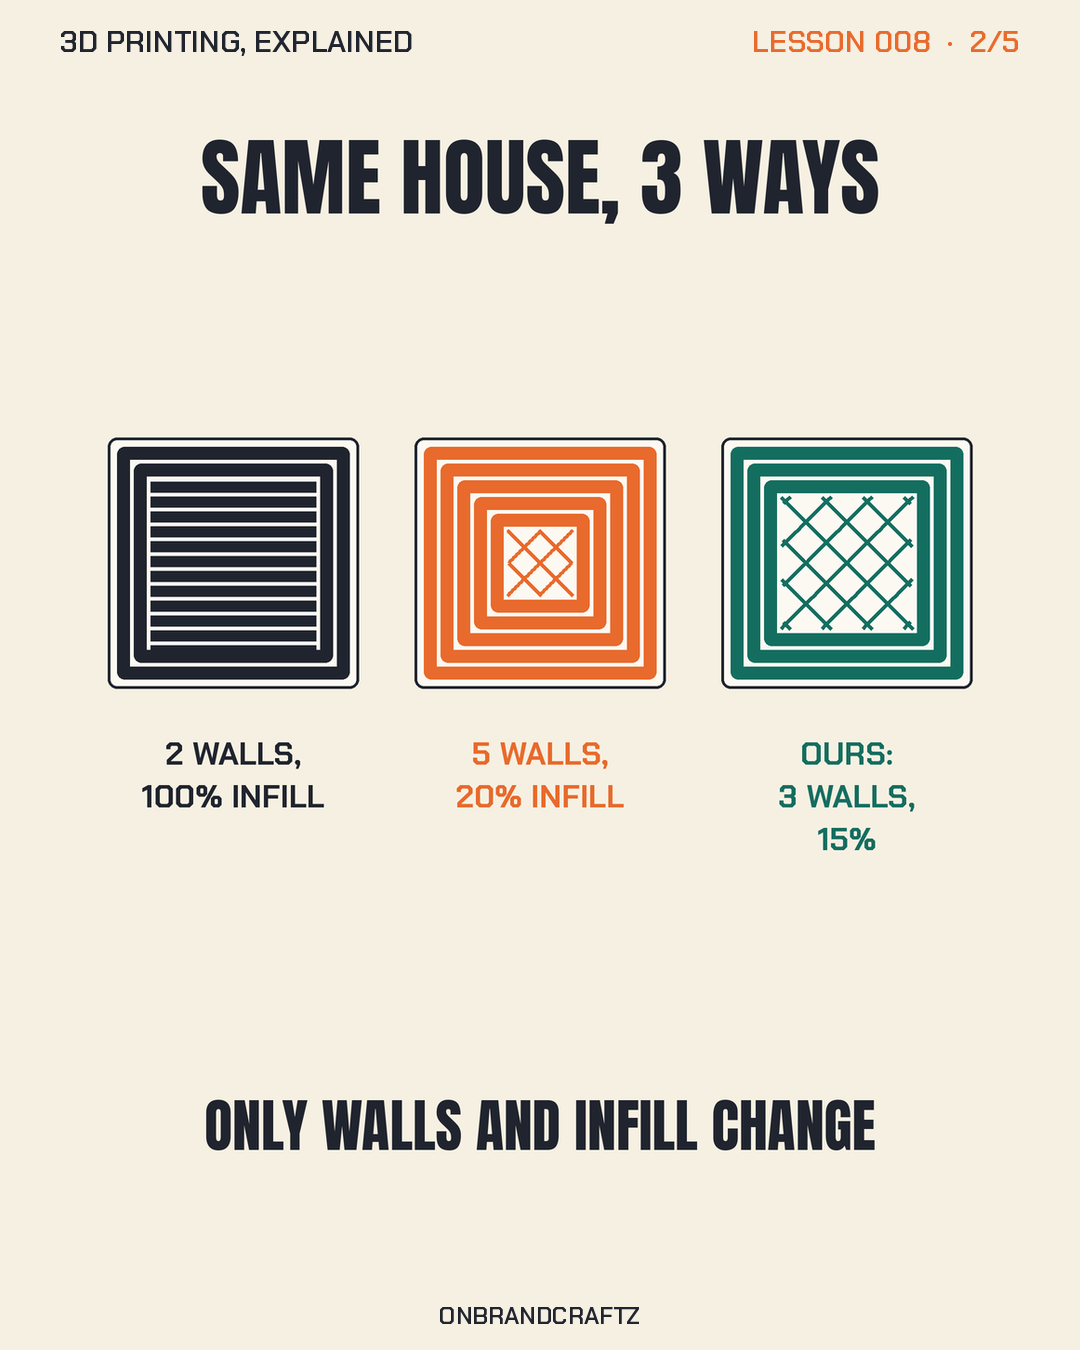 3D PRINTING, EXPLAINED
LESSON 008 · 2/5
SAME HOUSE, 3 WAYS
2 WALLS,
100% INFILL
5 WALLS,
20% INFILL
OURS:
3 WALLS,
15%
ONLY WALLS AND INFILL CHANGE
ONBRANDCRAFTZ